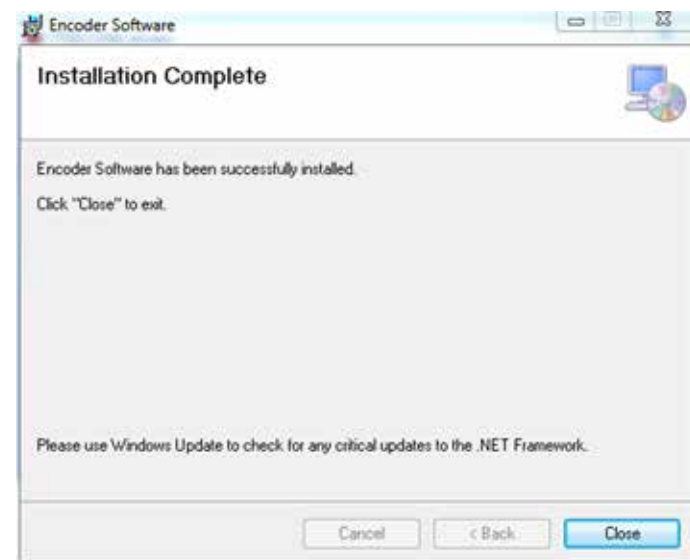 Encoder Software
Installation Complete
Encoder Software has been successfully installed.
Click "Close" to exit.
Please use Windows Update to check for any critical updates to the .NET Framework.
Cancel
< Back
Close